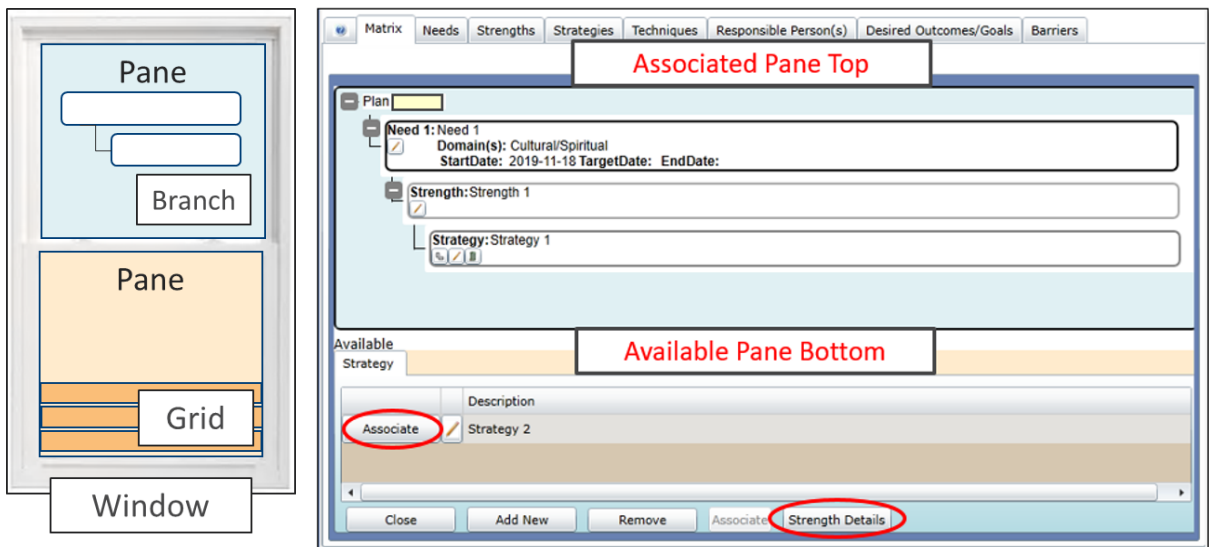 Pane
Branch
Pane
Grid
Window
Matrix Needs Strengths Strategies Techniques Responsible Person(s) Desired Outcomes/Goals Barriers
Associated Pane Top
Plan
Need 1: Need 1
Domain(s): Cultural/Spiritual
StartDate: 2019-11-18 TargetDate: EndDate:
Strength: Strength 1
Strategy: Strategy 1
Available
Available Pane Bottom
Strategy
Description
Associate Strategy 2
Close Add New Remove Associate Strength Details